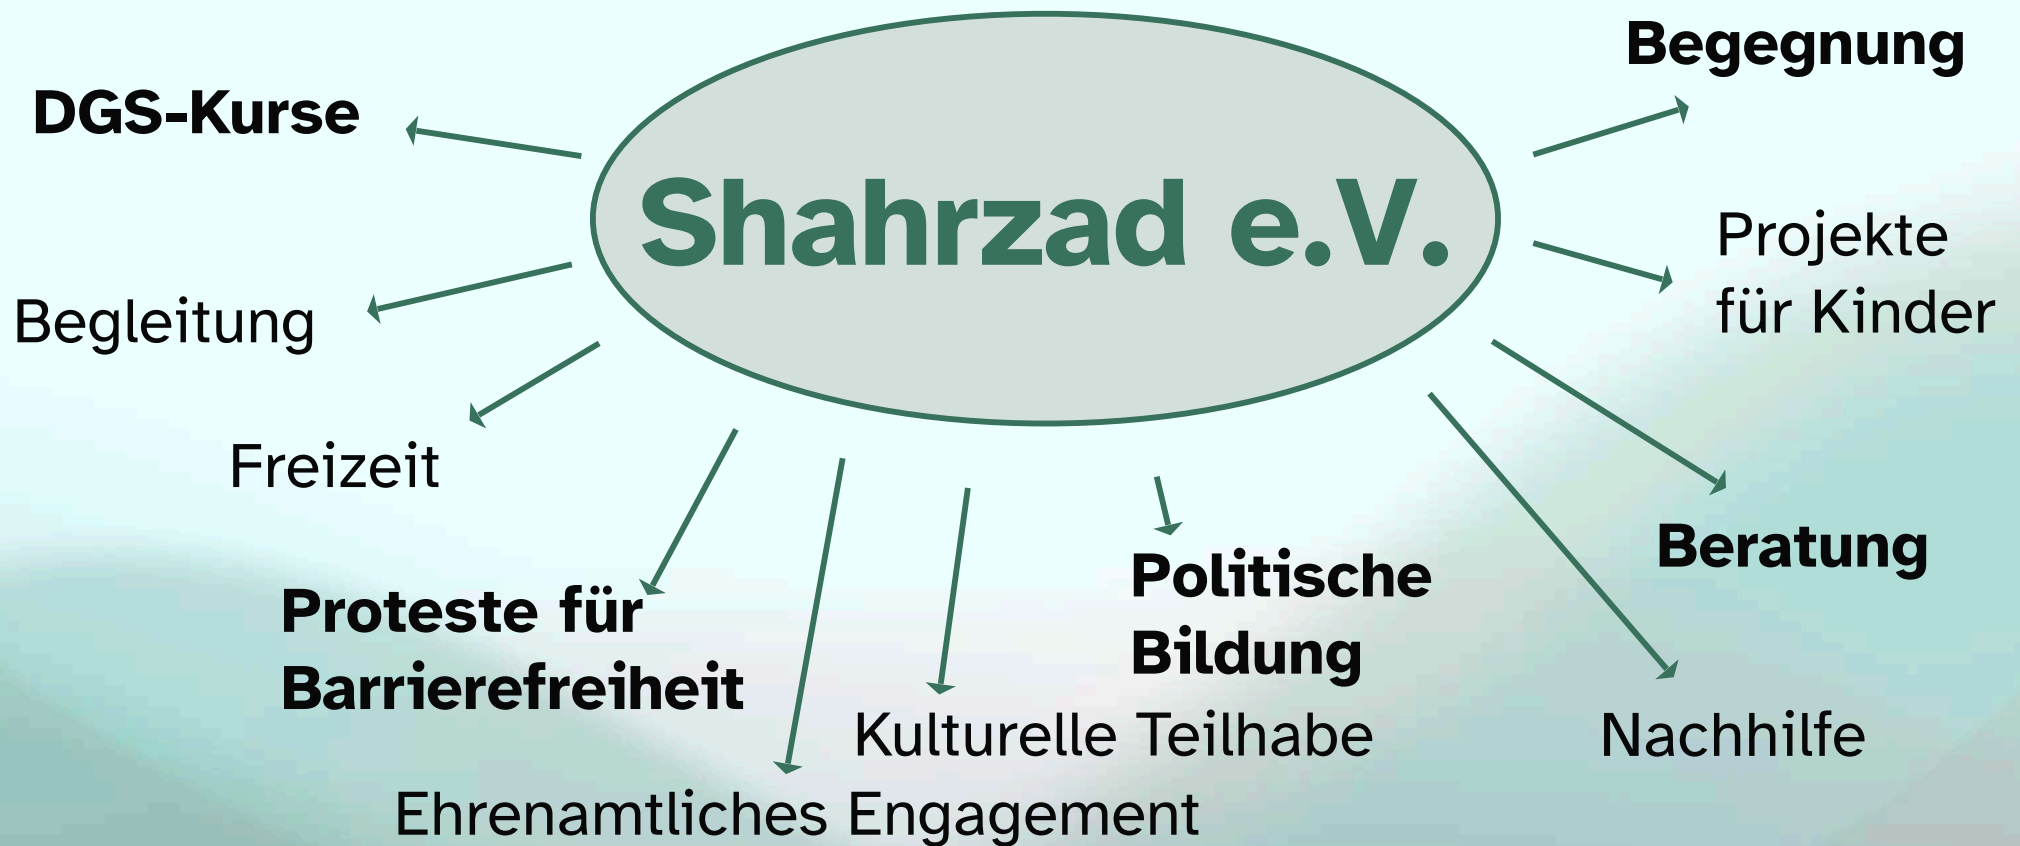 Begegnung
DGS-Kurse
Shahrzad e.V.
Projekte
für Kinder
Begleitung
Freizeit
Beratung
Politische
Bildung
Proteste für
Barrierefreiheit
Kulturelle Teilhabe
Nachhilfe
Ehrenamtliches Engagement